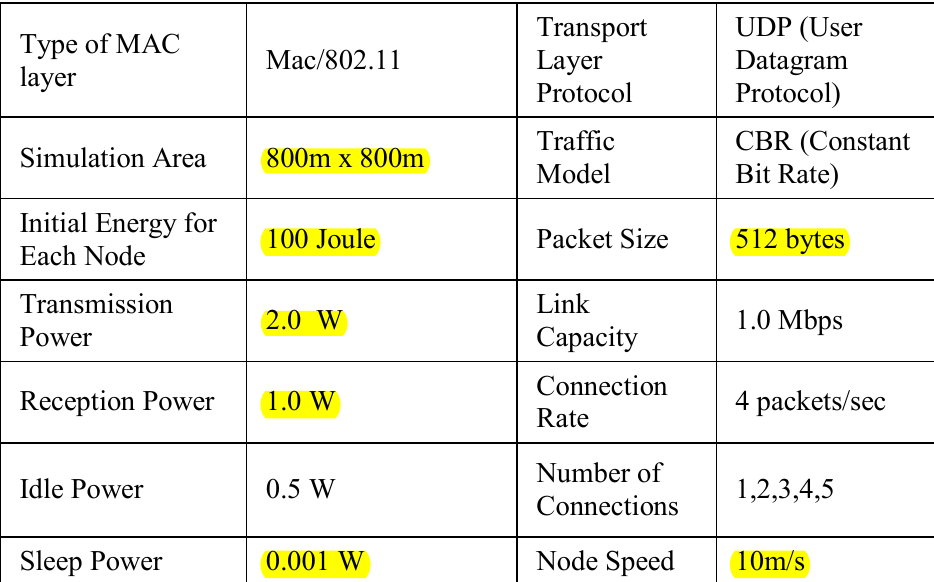 Type of MAC
layer
Mac/802.11
Transport
Layer
Protocol
UDP (User
Datagram
Protocol)
Simulation Area
800m x 800m
Traffic
Model
CBR (Constant
Bit Rate)
Initial Energy for
Each Node
100 Joule
Packet Size
512 bytes
Transmission
Power
2.0 W
Link
Capacity
1.0 Mbps
Reception Power
1.0 W
Connection
Rate
4 packets/sec
Idle Power
0.5 W
Number of
Connections
1,2,3,4,5
Sleep Power
0.001 W
Node Speed
10m/s